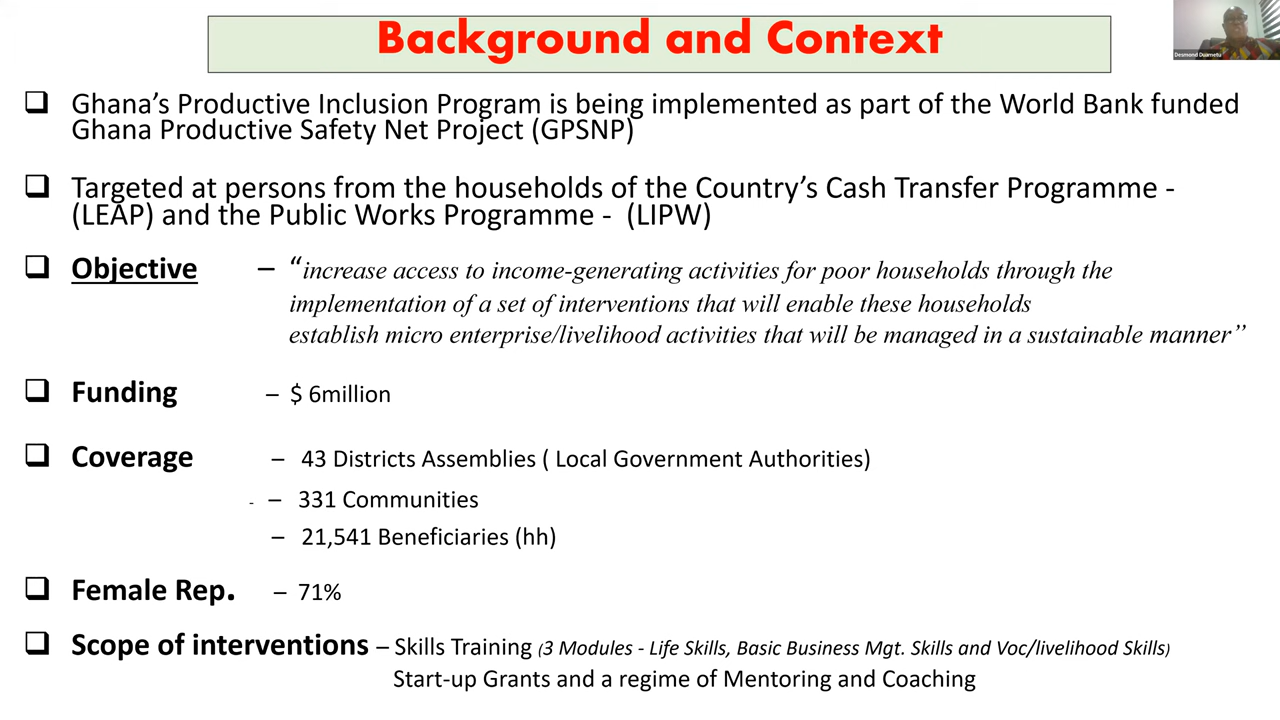 Background and Context
Desmond Duametu
❑ Ghana’s Productive Inclusion Program is being implemented as part of the World Bank funded
Ghana Productive Safety Net Project (GPSNP)
❑ Targeted at persons from the households of the Country’s Cash Transfer Programme -
(LEAP) and the Public Works Programme - (LIPW)
❑ Objective – “increase access to income-generating activities for poor households through the
implementation of a set of interventions that will enable these households
establish micro enterprise/livelihood activities that will be managed in a sustainable manner”
❑ Funding – $ 6million
❑ Coverage – 43 Districts Assemblies ( Local Government Authorities)
- – 331 Communities
– 21,541 Beneficiaries (hh)
❑ Female Rep. – 71%
❑ Scope of interventions – Skills Training (3 Modules - Life Skills, Basic Business Mgt. Skills and Voc/livelihood Skills)
Start-up Grants and a regime of Mentoring and Coaching